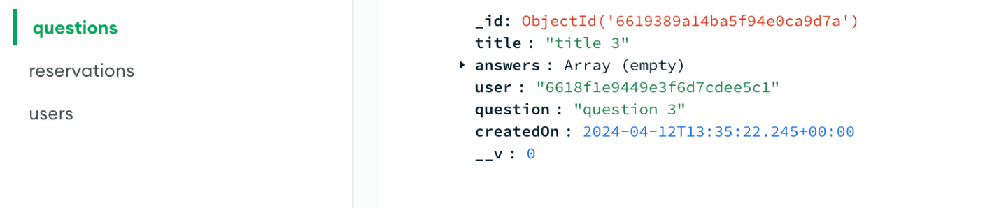 questions
reservations
users
_id: ObjectId('6619389a14ba5f94e0ca9d7a')
title : "title 3"
answers : Array (empty)
user : "6618f1e9449e3f6d7cdee5c1"
question : "question 3"
createdOn : 2024-04-12T13:35:22.245+00:00
__v : 0